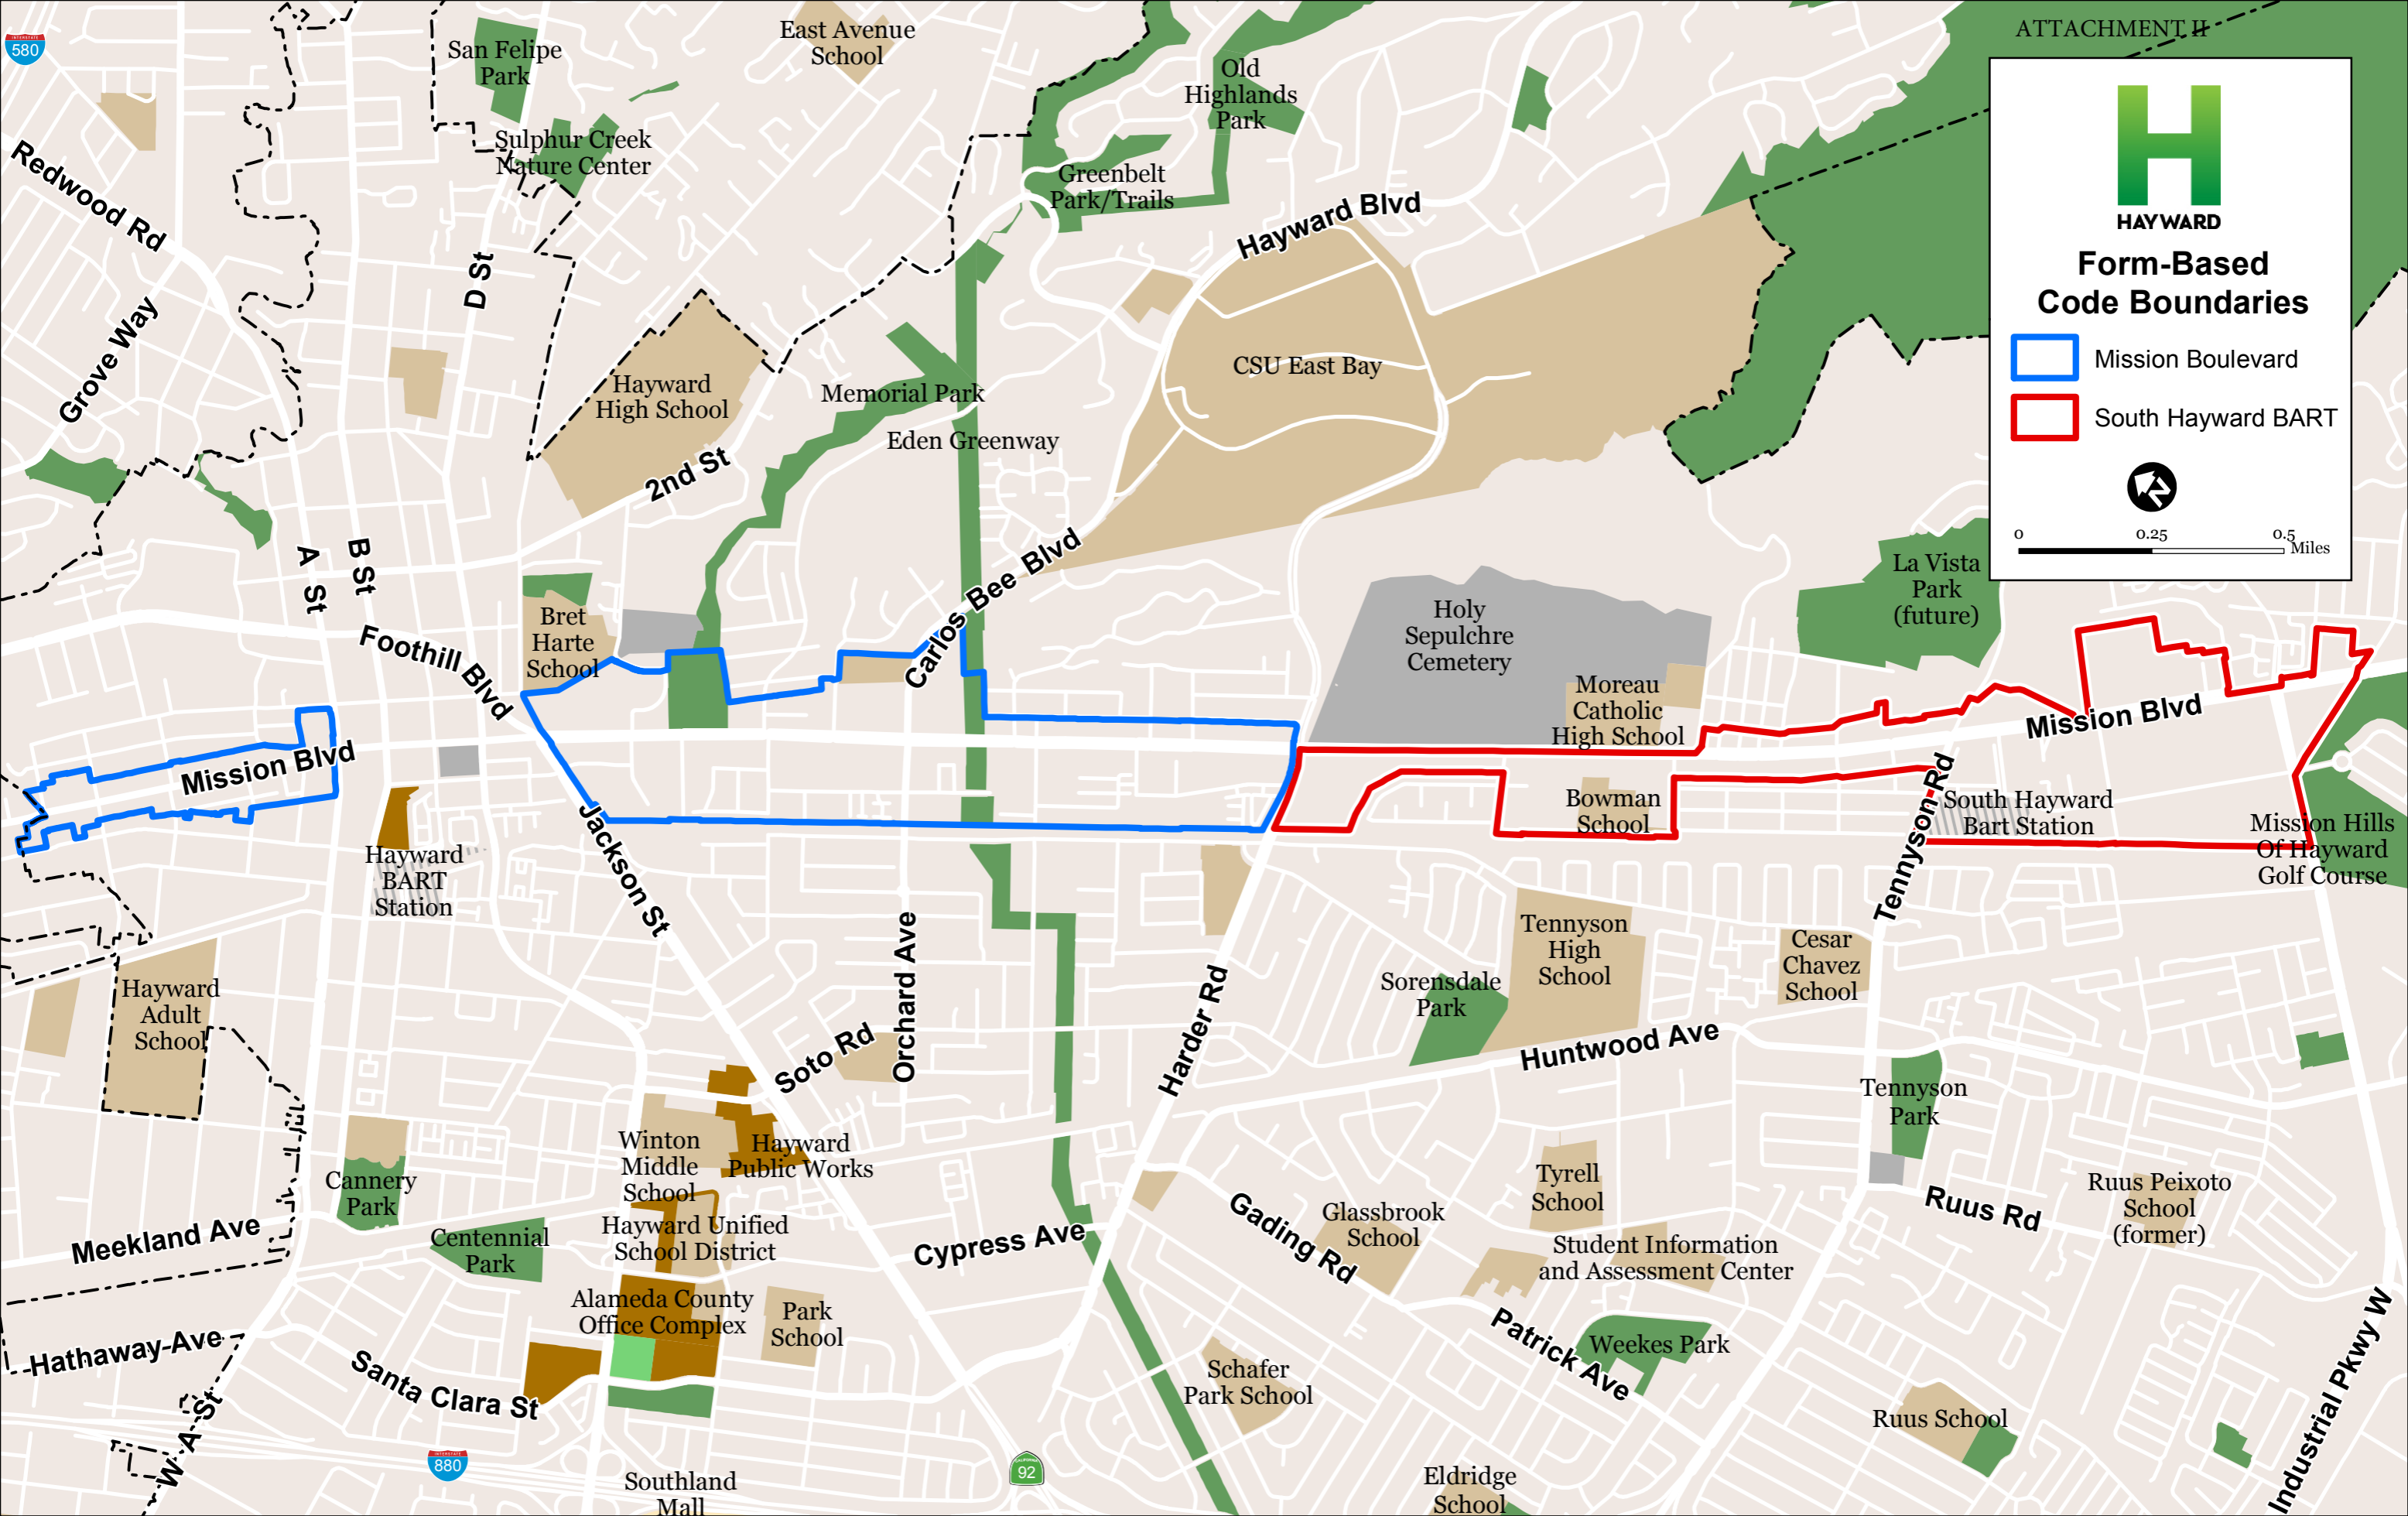 ATTACHMENT II
INTERSTATE
580
San Felipe
Park
East Avenue
School
Old
Highlands
Park
Sulphur Creek
Nature Center
Greenbelt
Park/Trails
Redwood Rd
Hayward Blvd
HAYWARD
Form-Based
Code Boundaries
Mission Boulevard
South Hayward BART
N
0
0.25
0.5
Miles
D St
Grove Way
Hayward
High School
Memorial Park
CSU East Bay
Eden Greenway
2nd St
A St
B St
Carlos Bee Blvd
La Vista
Park
(future)
Bret
Harte
School
Holy
Sepulchre
Cemetery
Foothill Blvd
Moreau
Catholic
High School
Mission Blvd
Mission Blvd
Bowman
School
South Hayward
Bart Station
Mission Hills
Of Hayward
Golf Course
Hayward
BART
Station
Jackson St
Tennyson Rd
Orchard Ave
Harder Rd
Tennyson
High
School
Cesar
Chavez
School
Sorensdale
Park
Hayward
Adult
School
Huntwood Ave
Soto Rd
Tennyson
Park
Winton
Middle
School
Hayward
Public Works
Cannery
Park
Tyrell
School
Ruus Peixoto
School
(former)
Ruus Rd
Meekland Ave
Centennial
Park
Hayward Unified
School District
Cypress Ave
Gading Rd
Glassbrook
School
Student Information
and Assessment Center
Alameda County
Office Complex
Park
School
Hathaway Ave
Santa Clara St
Schafer
Park School
Patrick Ave
Weekes Park
Ruus School
Industrial Pkwy W
W A St
INTERSTATE
880
CALIFORNIA
92
Southland
Mall
Eldridge
School